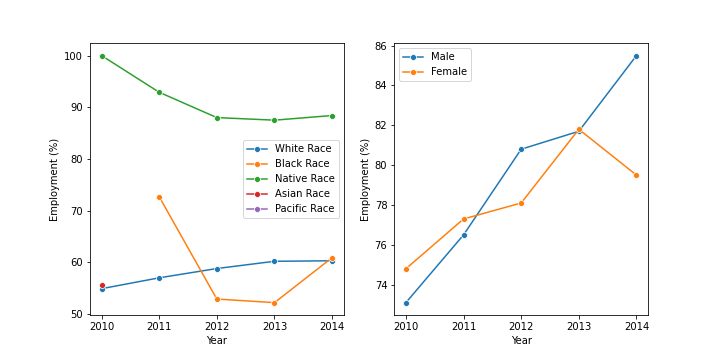 100
90
80
70
60
50
Employment (%)
White Race
Black Race
Native Race
Asian Race
Pacific Race
2010 2011 2012 2013 2014
Year
86
84
82
80
78
76
74
Employment (%)
Male
Female
2010 2011 2012 2013 2014
Year